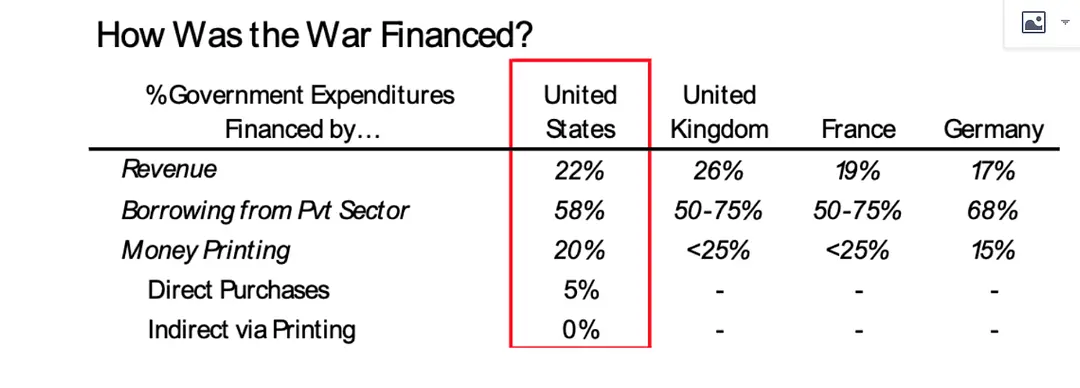 How Was the War Financed?
%Government Expenditures United United
Financed by… States Kingdom France Germany
Revenue 22% 26% 19% 17%
Borrowing from Pvt Sector 58% 50-75% 50-75% 68%
Money Printing 20% <25% <25% 15%
Direct Purchases 5% - - -
Indirect via Printing 0% - - -